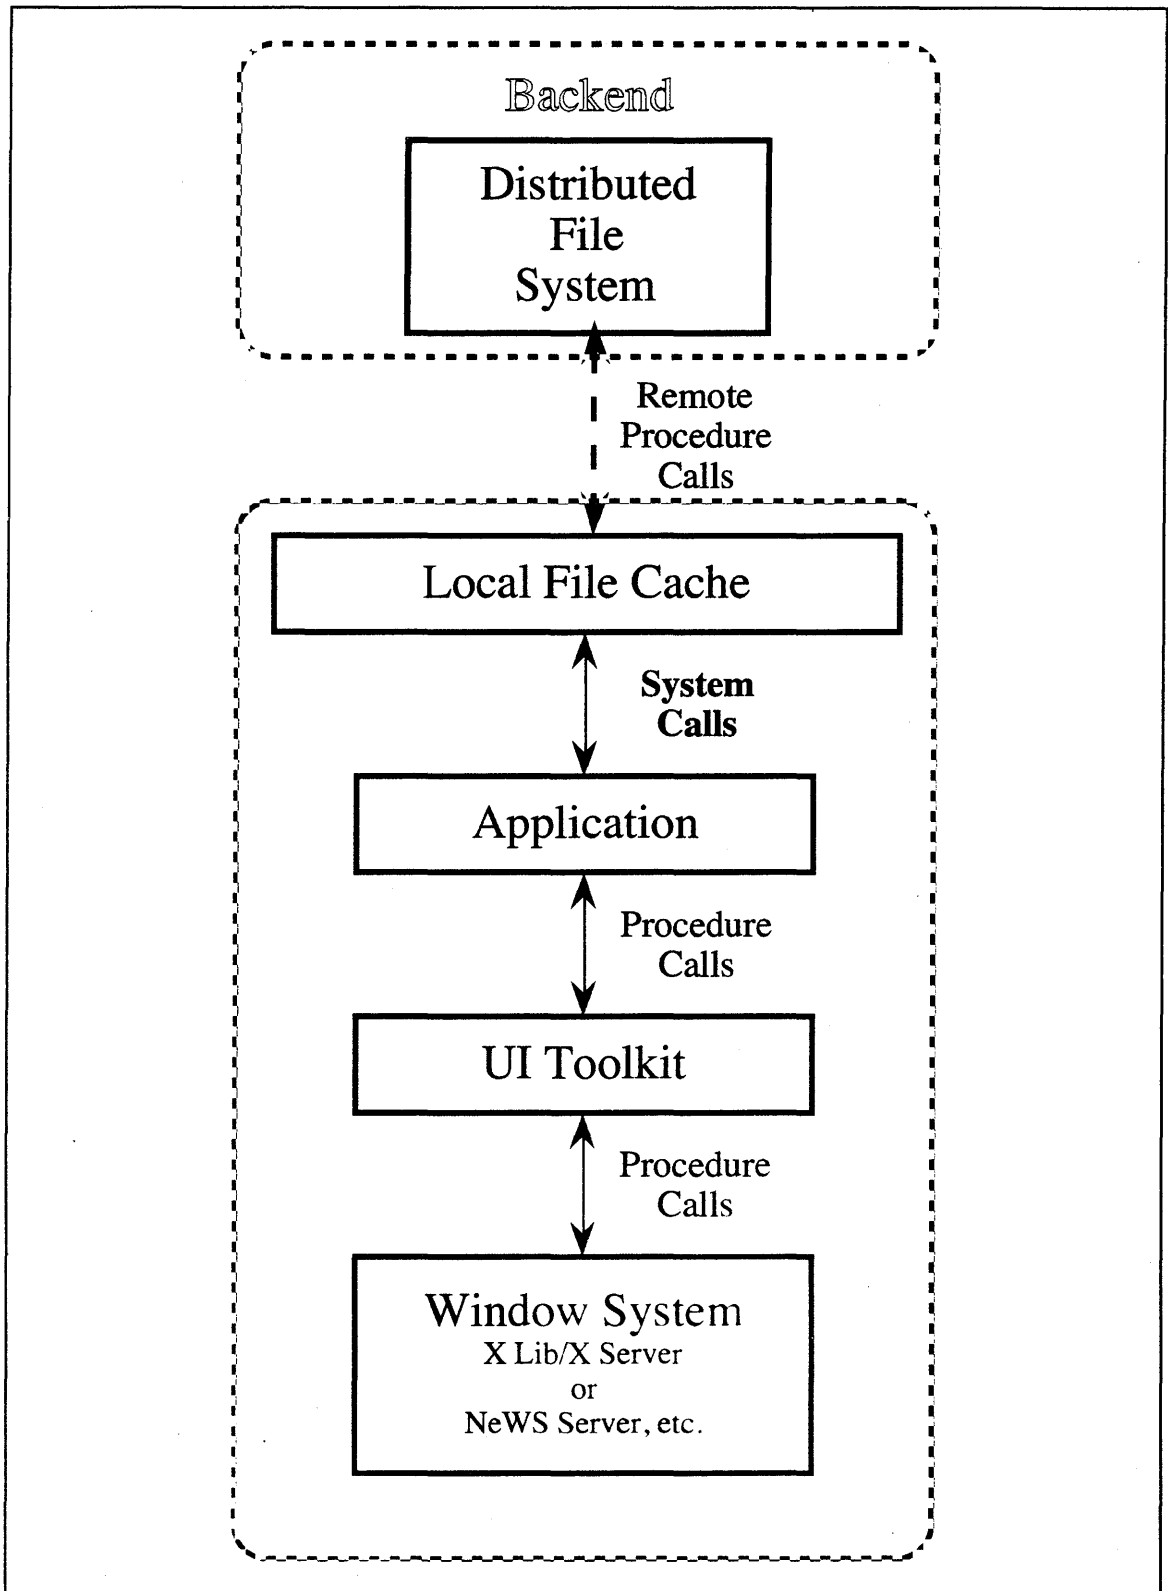 Backend
Distributed
File
System
Remote
Procedure
Calls
Local File Cache
System
Calls
Application
Procedure
Calls
UI Toolkit
Procedure
Calls
Window System
X Lib/X Server
or
NeWS Server, etc.